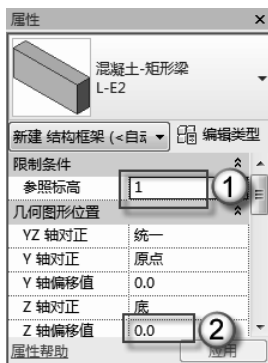 属性
混凝土-矩形梁
L-E2
新建 结构框架 (<自动 编辑类型
限制条件
参照标高 1 1
几何图形位置
YZ 轴对正 统一
Y 轴对正 原点
Y 轴偏移值 0.0
Z 轴对正 底
Z 轴偏移值 0.0 2
属性帮助 应用